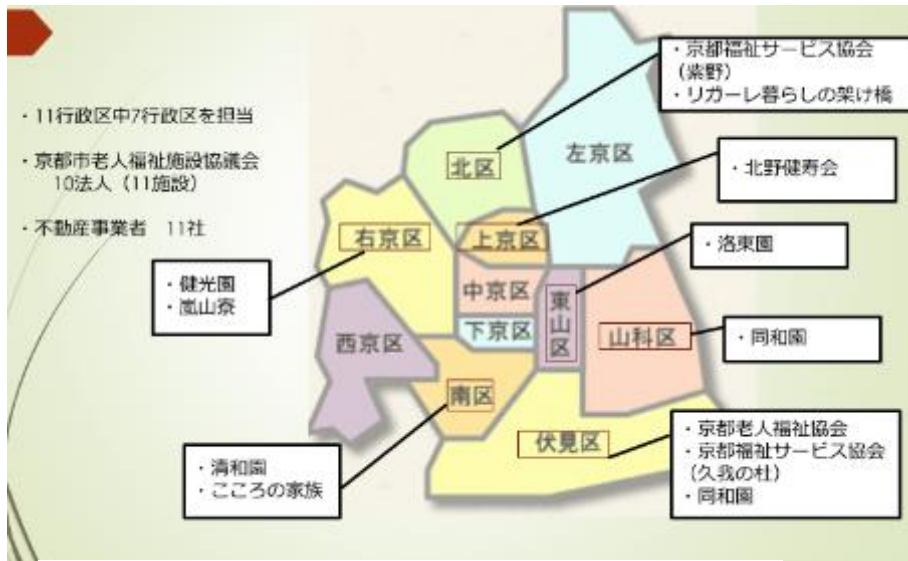 ・11行政区中7行政区を担当
・京都市老人福祉施設協議会
10法人（11施設）
・不動産事業者　11社
・京都福祉サービス協会
（紫野）
・リガーレ暮らしの架け橋
・北野健寿会
・洛東園
・同和園
・京都老人福祉協会
・京都福祉サービス協会
（久我の杜）
・同和園
・健光園
・嵐山寮
・清和園
・こころの家族
北区
左京区
右京区
上京区
中京区
東山区
下京区
山科区
西京区
南区
伏見区